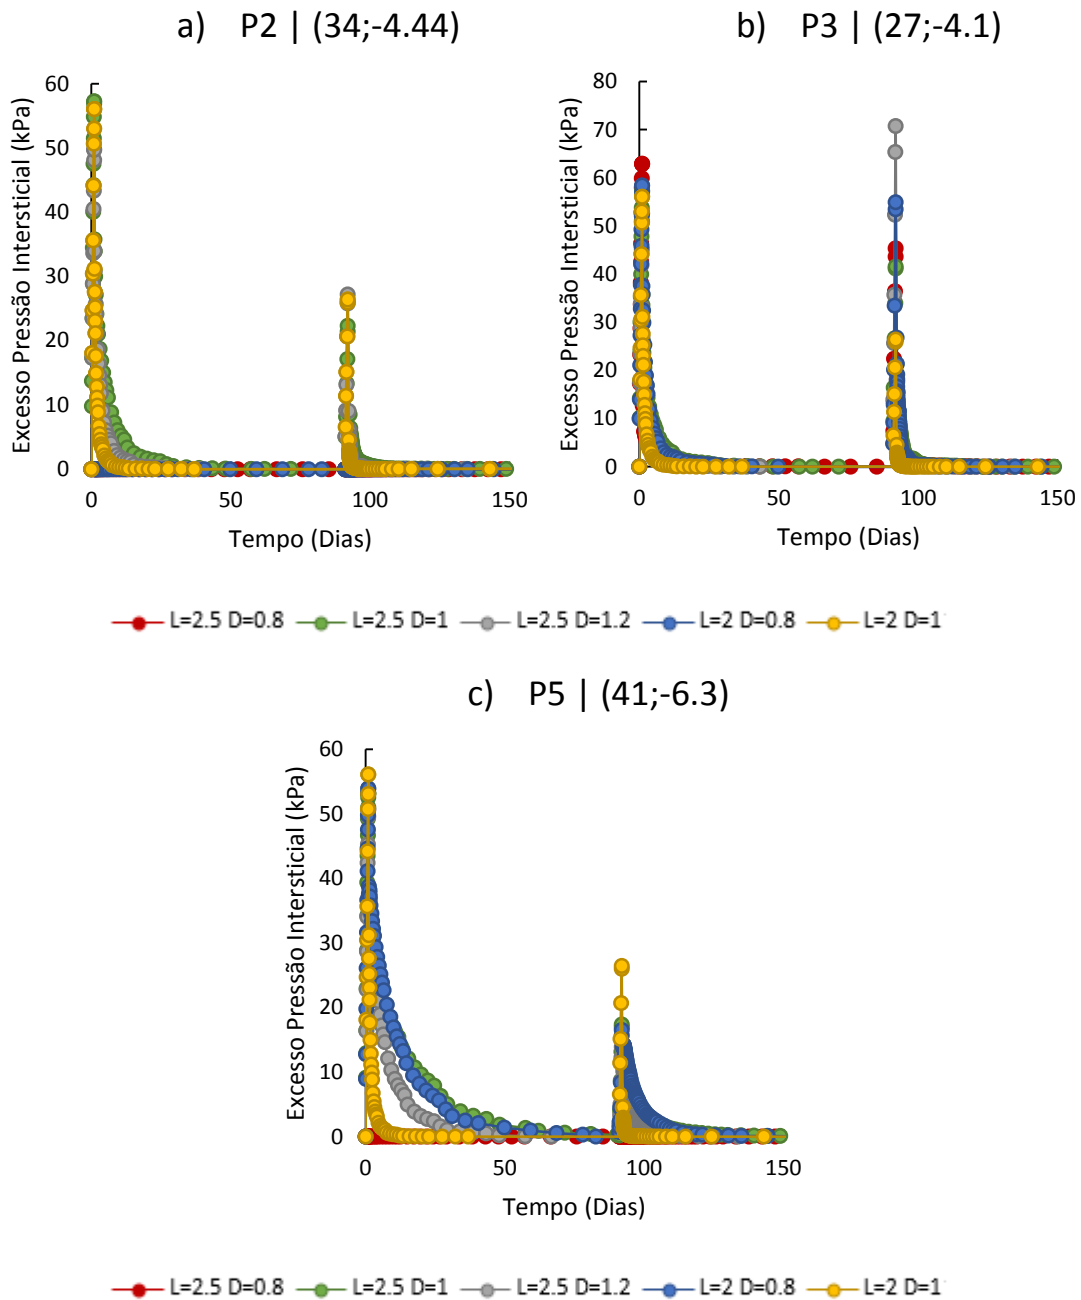 a) P2 | (34;-4.44)
Excesso Pressão Intersticial (kPa)
60
50
40
30
20
10
0
0 50 100 150
Tempo (Dias)
b) P3 | (27;-4.1)
Excesso Pressão Intersticial (kPa)
80
70
60
50
40
30
20
10
0
0 50 100 150
Tempo (Dias)
L=2.5 D=0.8 L=2.5 D=1 L=2.5 D=1.2 L=2 D=0.8 L=2 D=1
c) P5 | (41;-6.3)
Excesso Pressão Intersticial (kPa)
60
50
40
30
20
10
0
0 50 100 150
Tempo (Dias)
L=2.5 D=0.8 L=2.5 D=1 L=2.5 D=1.2 L=2 D=0.8 L=2 D=1